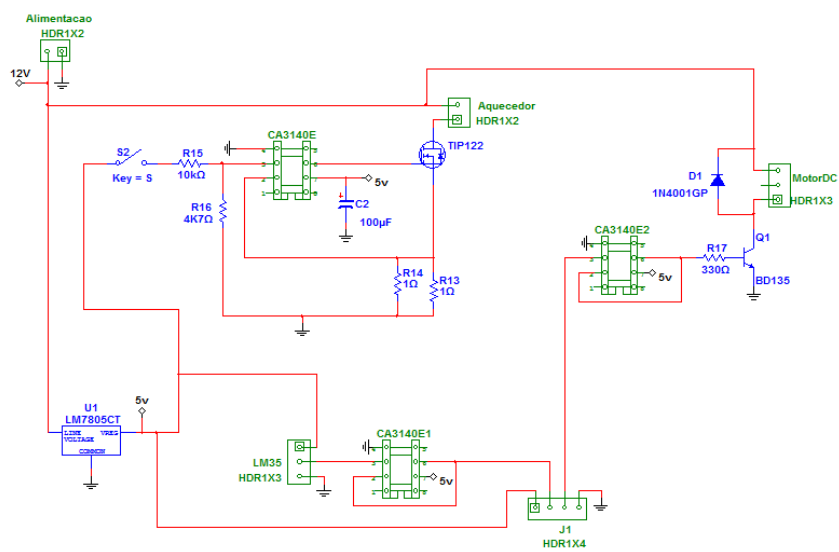 Alimentacao
HDR1X2
12V
Aquecedor
HDR1X2
CA3140E
TIP122
S2
Key = S
R15
10kΩ
5v
D1
1N4001GP
MotorDC
HDR1X3
R16
4K7Ω
C2
100µF
CA3140E2
R17
330Ω
Q1
BD135
5v
R14
1Ω
R13
1Ω
5v
U1
LM7805CT
LINE VREG
VOLTAGE
COMMON
CA3140E1
LM35
HDR1X3
5v
J1
HDR1X4